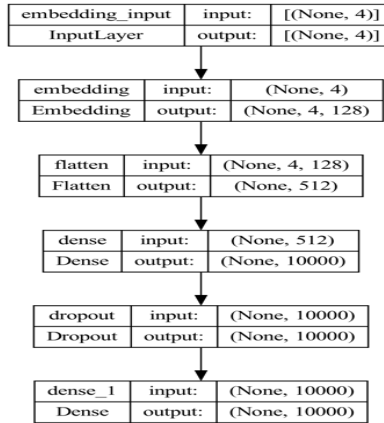 embedding_input input: [(None, 4)]
InputLayer output: [(None, 4)]
embedding input: (None, 4)
Embedding output: (None, 4, 128)
flatten input: (None, 4, 128)
Flatten output: (None, 512)
dense input: (None, 512)
Dense output: (None, 10000)
dropout input: (None, 10000)
Dropout output: (None, 10000)
dense_1 input: (None, 10000)
Dense output: (None, 10000)